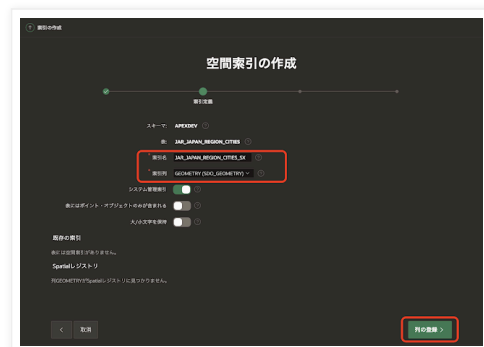 索引の作成
空間索引の作成
索引定義
スキーマ: APEXDEV
表: JAR_JAPAN_REGION_CITIES
* 索引名 JAR_JAPAN_REGION_CITIES_SX
* 索引列 GEOMETRY (SDO_GEOMETRY)
システム管理索引
表にはポイント・オブジェクトのみが含まれる
大/小文字を保持
既存の索引
表には空間索引がありません。
Spatialレジストリ
列GEOMETRYがSpatialレジストリに見つかりません。
< 取消 列の登録 >